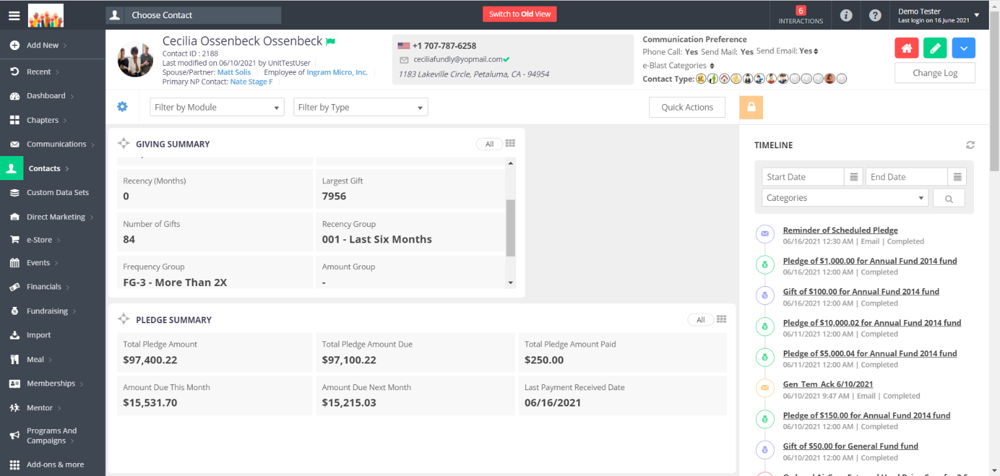 Choose Contact
Switch to Old View
6
INTERACTIONS
Demo Tester
Last login on 16 June 2021
Add New
Recent
Dashboard
Chapters
Communications
Contacts
Custom Data Sets
Direct Marketing
e-Store
Events
Financials
Fundraising
Import
Meal
Memberships
Mentor
Programs And
Campaigns
Add-ons & more
Cecilia Ossenbeck Ossenbeck
Contact ID : 2188
Last modified on 06/10/2021 by UnitTestUser
Spouse/Partner: Matt Solis | Employee of Ingram Micro, Inc.
Primary NP Contact: Nate Stage F
+1 707-787-6258
ceciliafundly@yopmail.com
1183 Lakeville Circle, Petaluma, CA - 94954
Communication Preference
Phone Call: Yes Send Mail: Yes Send Email: Yes
e-Blast Categories
Contact Type:
Change Log
Filter by Module
Filter by Type
Quick Actions
GIVING SUMMARY
All
Recency (Months)
0
Largest Gift
7956
Number of Gifts
84
Recency Group
001 - Last Six Months
Frequency Group
FG-3 - More Than 2X
Amount Group
-
PLEDGE SUMMARY
All
Total Pledge Amount
$97,400.22
Total Pledge Amount Due
$97,100.22
Total Pledge Amount Paid
$250.00
Amount Due This Month
$15,531.70
Amount Due Next Month
$15,215.03
Last Payment Received Date
06/16/2021
TIMELINE
Start Date
End Date
Categories
Reminder of Scheduled Pledge
06/16/2021 12:30 AM | Email | Completed
Pledge of $1,000.00 for Annual Fund 2014 fund
06/16/2021 12:00 AM | Completed
Gift of $100.00 for Annual Fund 2014 fund
06/16/2021 12:00 AM | Completed
Pledge of $10,000.02 for Annual Fund 2014 fund
06/11/2021 12:00 AM | Completed
Pledge of $5,000.04 for Annual Fund 2014 fund
06/11/2021 12:00 AM | Completed
Gen_Tem_Ack 6/10/2021
06/10/2021 9:47 AM | Email | Completed
Pledge of $150.00 for Annual Fund 2014 fund
06/10/2021 12:00 AM | Completed
Gift of $50.00 for General Fund fund
06/10/2021 12:00 AM | Completed